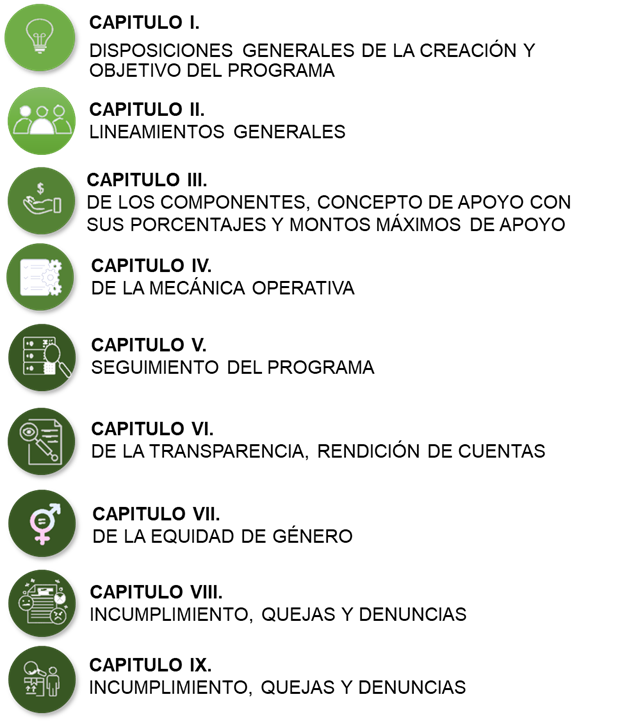 CAPITULO I.
DISPOSICIONES GENERALES DE LA CREACIÓN Y
OBJETIVO DEL PROGRAMA
CAPITULO II.
LINEAMIENTOS GENERALES
$
CAPITULO III.
DE LOS COMPONENTES, CONCEPTO DE APOYO CON
SUS PORCENTAJES Y MONTOS MÁXIMOS DE APOYO
CAPITULO IV.
DE LA MECÁNICA OPERATIVA
CAPITULO V.
SEGUIMIENTO DEL PROGRAMA
CAPITULO VI.
DE LA TRANSPARENCIA, RENDICIÓN DE CUENTAS
CAPITULO VII.
DE LA EQUIDAD DE GÉNERO
CAPITULO VIII.
INCUMPLIMIENTO, QUEJAS Y DENUNCIAS
CAPITULO IX.
INCUMPLIMIENTO, QUEJAS Y DENUNCIAS